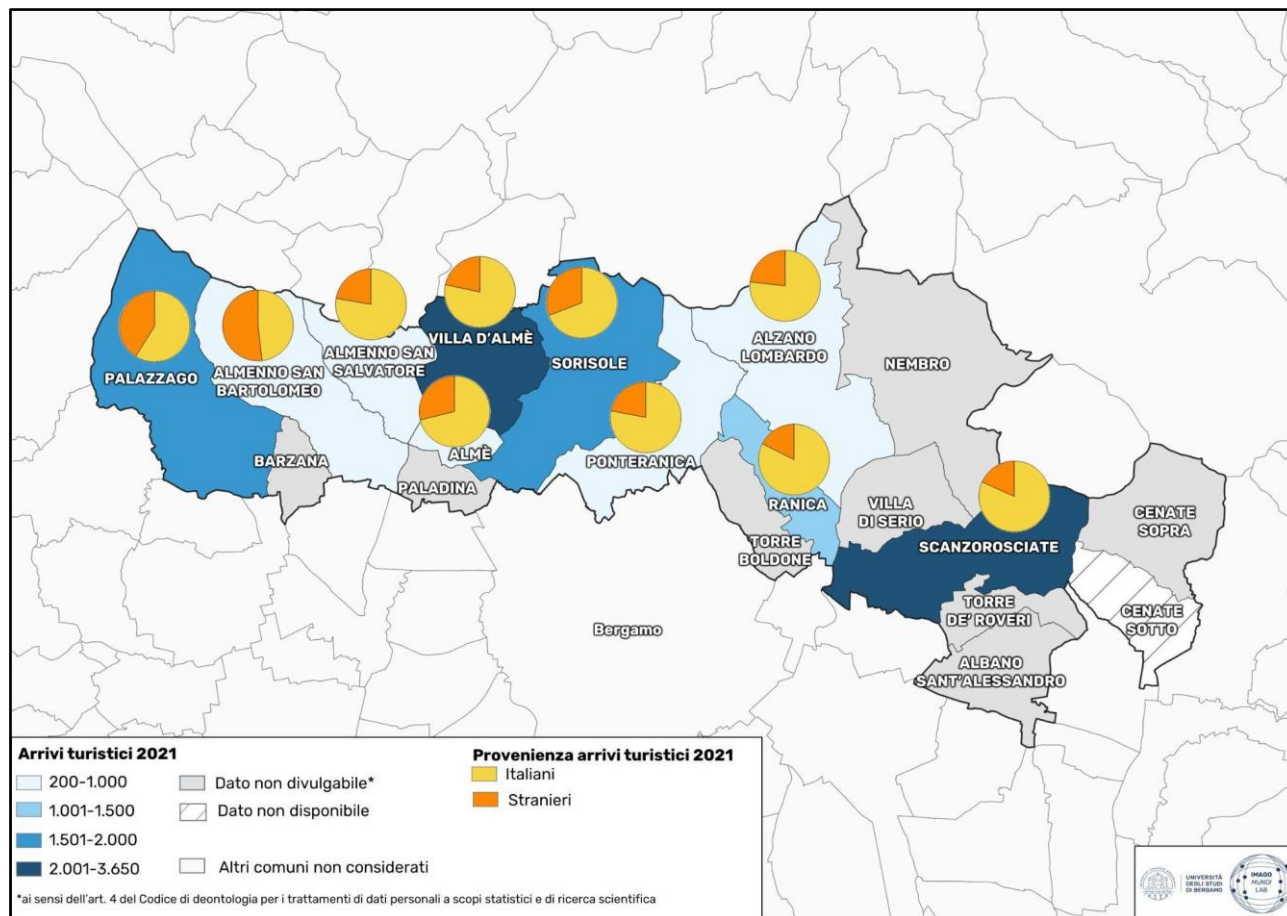 VILLA D'ALMÈ
ALMENNO SAN
SALVATORE
ALZANO
LOMBARDO
SORISOLE
NEMBRO
PALAZZAGO
ALMENNO SAN
BARTOLOMEO
ALMÈ
PONTERANICA
BARZANA
PALADINA
RANICA
VILLA
DI SERIO
CENATE
SOPRA
TORRE
BOLDONE
SCANZOROSCIATE
TORRE
DE' ROVERI
CENATE
SOTTO
Bergamo
ALBANO
SANT'ALESSANDRO
Arrivi turistici 2021
200-1.000
1.001-1.500
1.501-2.000
2.001-3.650
Dato non divulgabile*
Dato non disponibile
Altri comuni non considerati
Provenienza arrivi turistici 2021
Italiani
Stranieri
*ai sensi dell'art. 4 del Codice di deontologia per i trattamenti di dati personali a scopi statistici e di ricerca scientifica
UNIVERSITÀ
DEGLI STUDI
DI BERGAMO
IMAGO
MUNDI
LAB